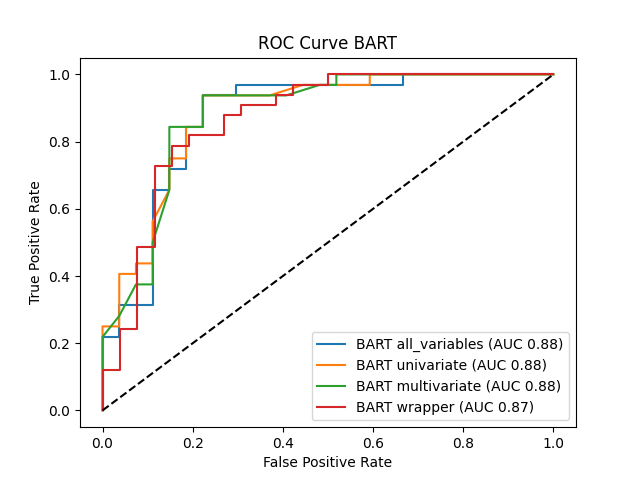 ROC Curve BART
True Positive Rate
1.0
0.8
0.6
0.4
0.2
0.0
BART all_variables (AUC 0.88)
BART univariate (AUC 0.88)
BART multivariate (AUC 0.88)
BART wrapper (AUC 0.87)
0.0 0.2 0.4 0.6 0.8 1.0
False Positive Rate